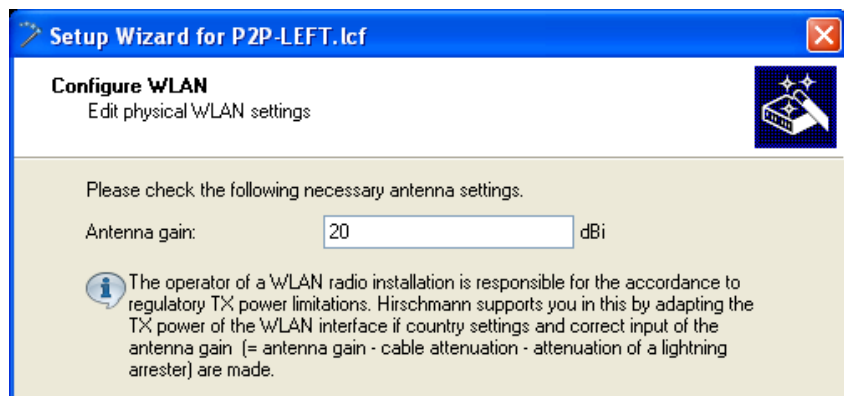 Setup Wizard for P2P-LEFT.lcf
Configure WLAN
Edit physical WLAN settings
Please check the following necessary antenna settings.
Antenna gain: 20 dBi
The operator of a WLAN radio installation is responsible for the accordance to
regulatory TX power limitations. Hirschmann supports you in this by adapting the
TX power of the WLAN interface if country settings and correct input of the
antenna gain (= antenna gain - cable attenuation - attenuation of a lightning
arrester) are made.